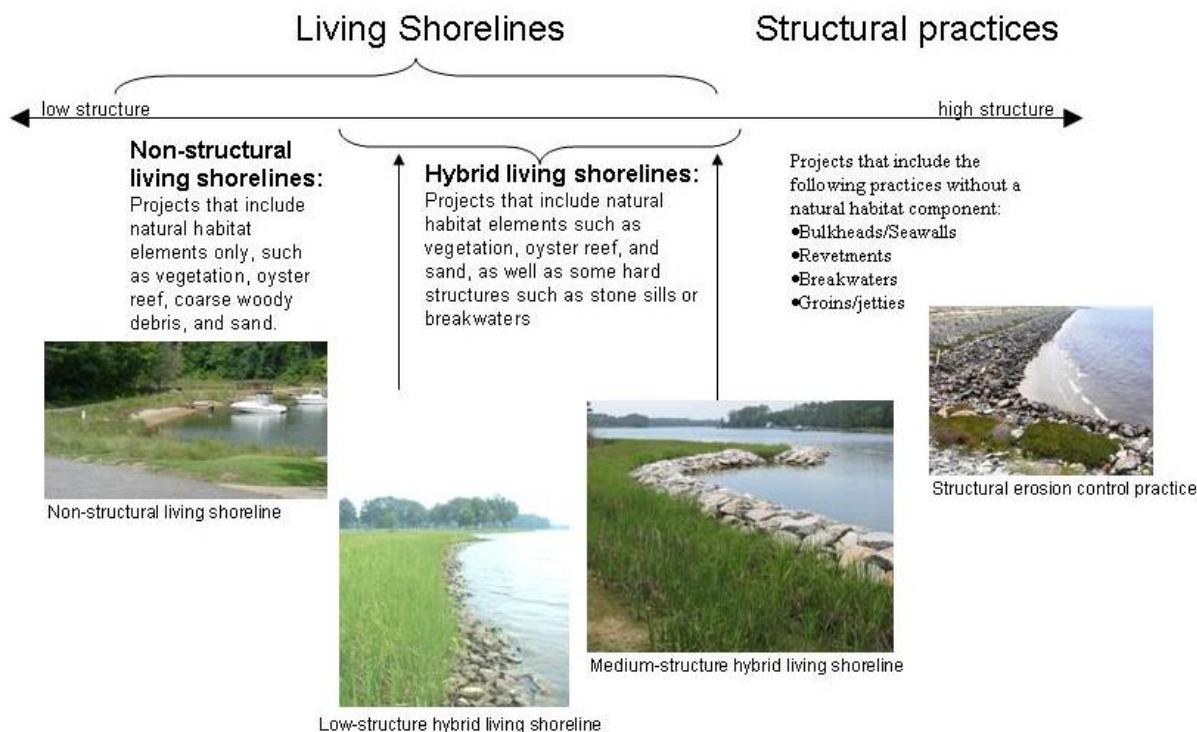 Living Shorelines
Structural practices
low structure
high structure
Non-structural
living shorelines:
Projects that include
natural habitat
elements only, such
as vegetation, oyster
reef, coarse woody
debris, and sand.
Hybrid living shorelines:
Projects that include natural
habitat elements such as
vegetation, oyster reef, and
sand, as well as some hard
structures such as stone sills or
breakwaters
Projects that include the
following practices without a
natural habitat component:
•Bulkheads/Seawalls
•Revetments
•Breakwaters
•Groins/jetties
Non-structural living shoreline
Low-structure hybrid living shoreline
Medium-structure hybrid living shoreline
Structural erosion control practice